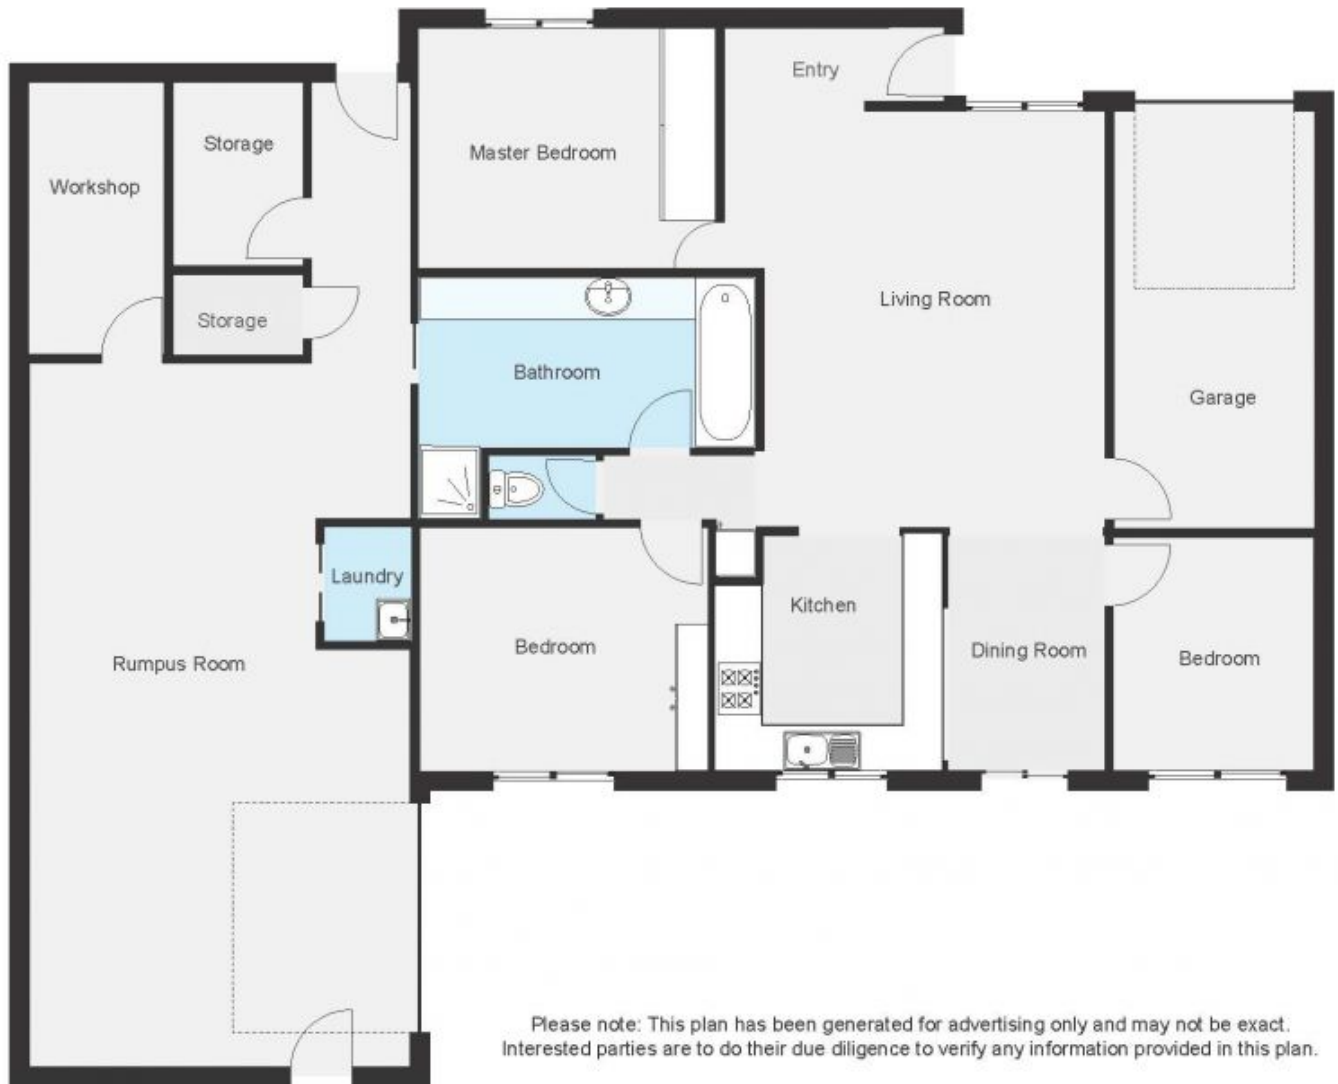 Entry
Storage
Master Bedroom
Workshop
Living Room
Storage
Bathroom
Garage
Laundry
Kitchen
Bedroom
Dining Room
Bedroom
Rumpus Room
Please note: This plan has been generated for advertising only and may not be exact.
Interested parties are to do their due diligence to verify any information provided in this plan.